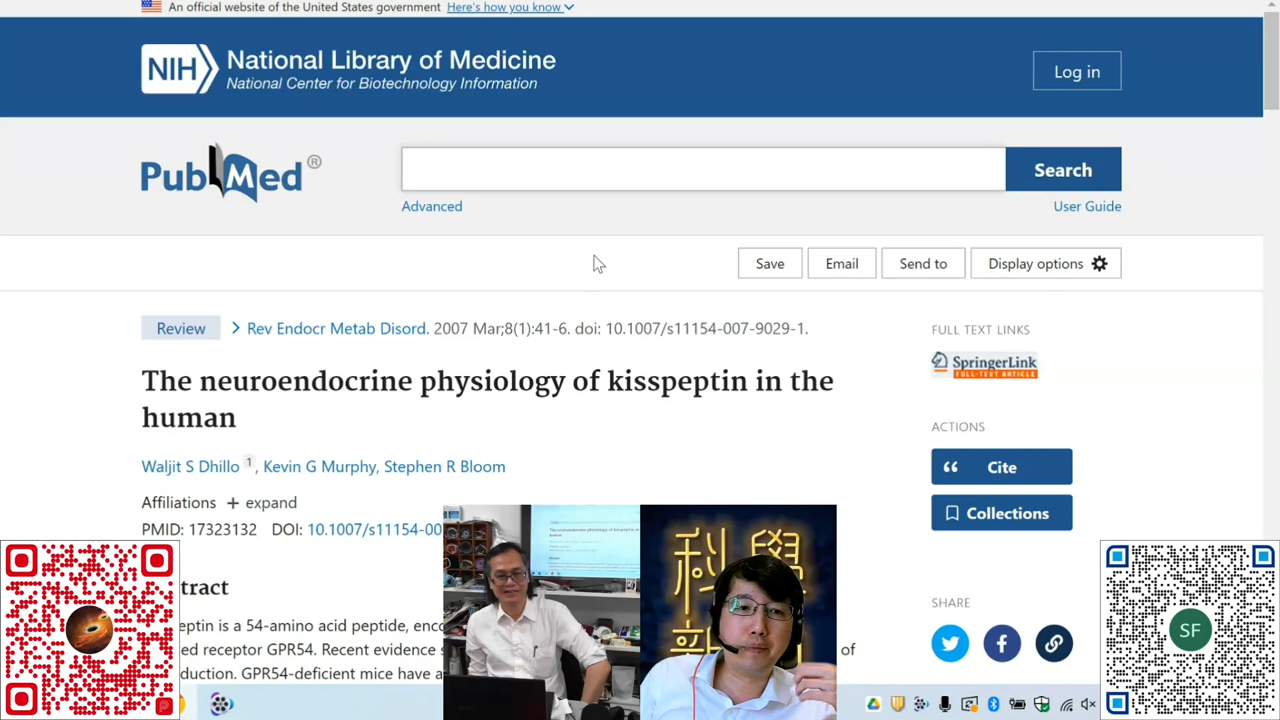 An official website of the United States government Here's how you know
NIH National Library of Medicine
National Center for Biotechnology Information
Log in
PubMed®
Search
Advanced
User Guide
Save
Email
Send to
Display options
Review
Rev Endocr Metab Disord. 2007 Mar;8(1):41-6. doi: 10.1007/s11154-007-9029-1.
The neuroendocrine physiology of kisspeptin in the
human
Waljit S Dhillo 1, Kevin G Murphy, Stephen R Bloom
Affiliations + expand
PMID: 17323132 DOI: 10.1007/s11154-00
tract
eptin is a 54-amino acid peptide, enc
ed receptor GPR54. Recent evidence s
of
duction. GPR54-deficient mice have a
FULL TEXT LINKS
SpringerLink
FULL-TEXT ARTICLE
ACTIONS
Cite
Collections
SHARE
科學
SF